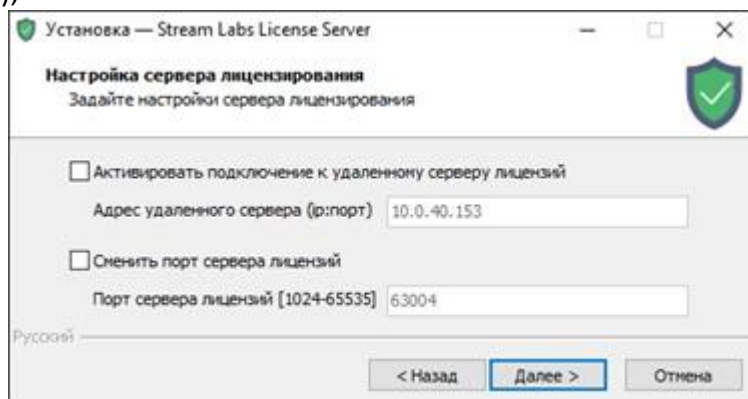 Установка — Stream Labs License Server
Настройка сервера лицензирования
Задайте настройки сервера лицензирования
Активировать подключение к удаленному серверу лицензий
Адрес удаленного сервера (ip:порт) 10.0.40.153
Сменить порт сервера лицензий
Порт сервера лицензий [1024-65535] 63004
Русский
< Назад Далее > Отмена